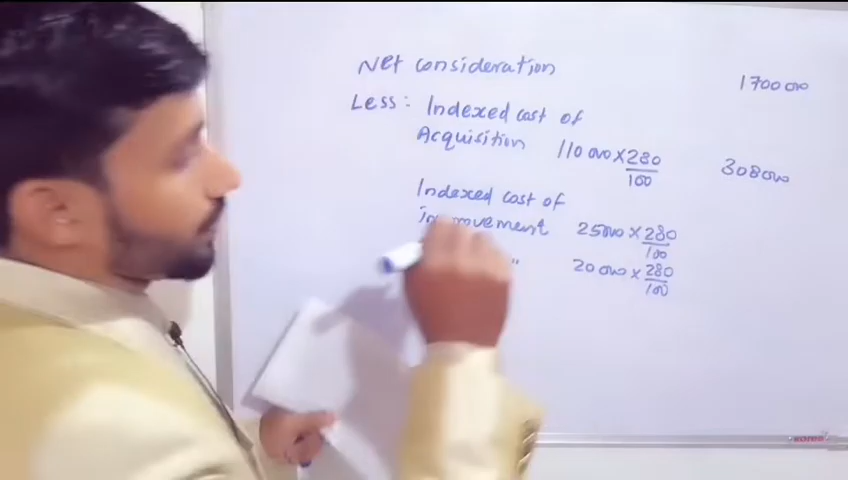 Net consideration 1700000
Less: Indexed cost of
Acquisition 110000 x 280/100 308000
Indexed cost of
improvement 25000 x 280/100
" 20000 x 280/100